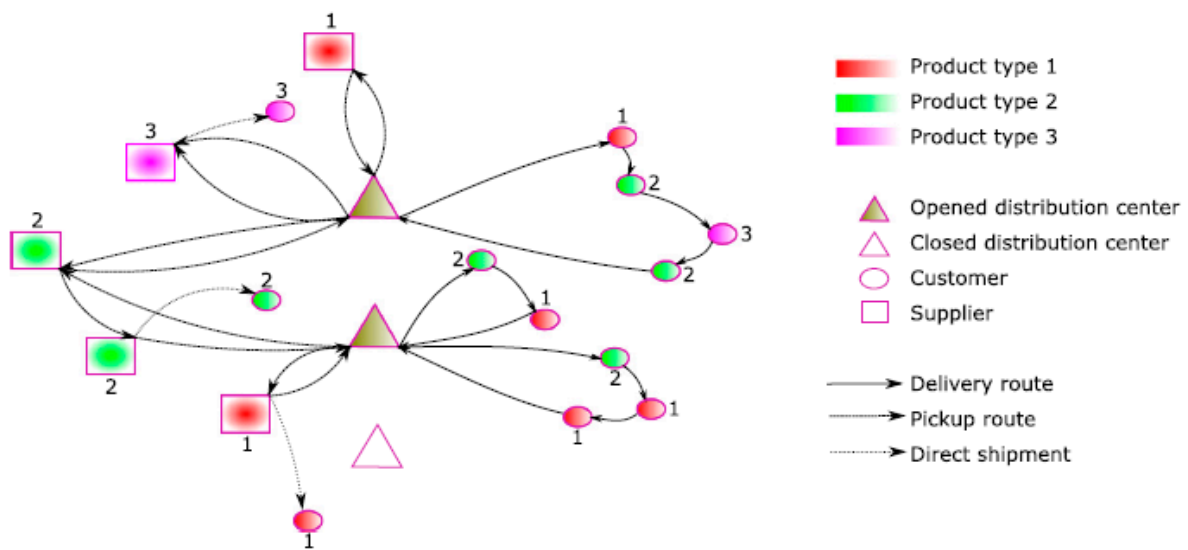 1
3
3
1
2
3
2
2
2
2
1
2
2
1
1
1
1
Product type 1
Product type 2
Product type 3
Opened distribution center
Closed distribution center
Customer
Supplier
Delivery route
Pickup route
Direct shipment